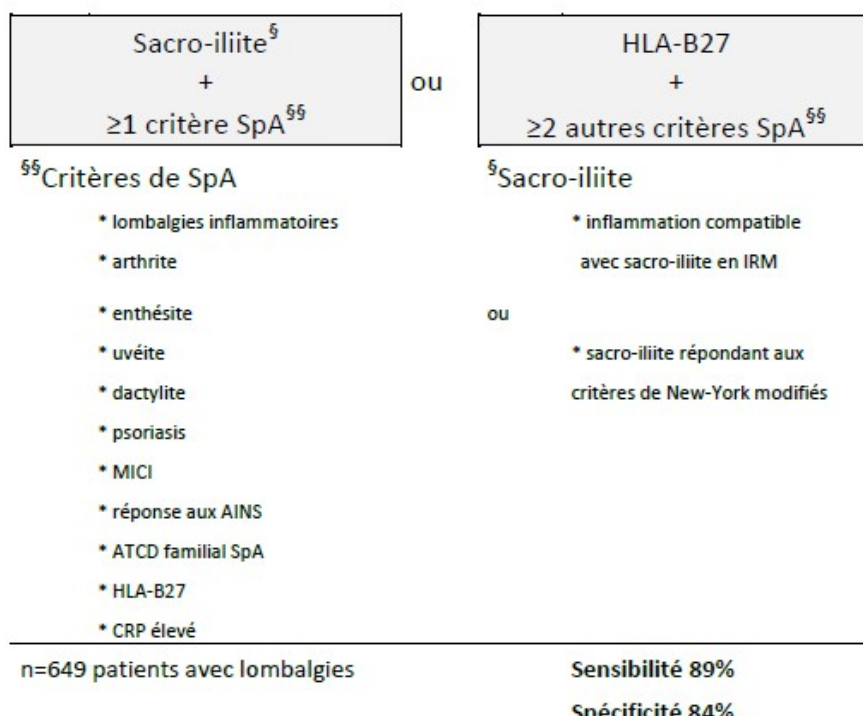 Sacro-iliite§
+
≥1 critère SpA§§
ou
HLA-B27
+
≥2 autres critères SpA§§
§§Critères de SpA
* lombalgies inflammatoires
* arthrite
* enthésite
* uvéite
* dactylite
* psoriasis
* MICI
* réponse aux AINS
* ATCD familial SpA
* HLA-B27
* CRP élevé
§Sacro-iliite
* inflammation compatible
avec sacro-iliite en IRM
ou
* sacro-iliite répondant aux
critères de New-York modifiés
n=649 patients avec lombalgies
Sensibilité 89%
Spécificité 84%